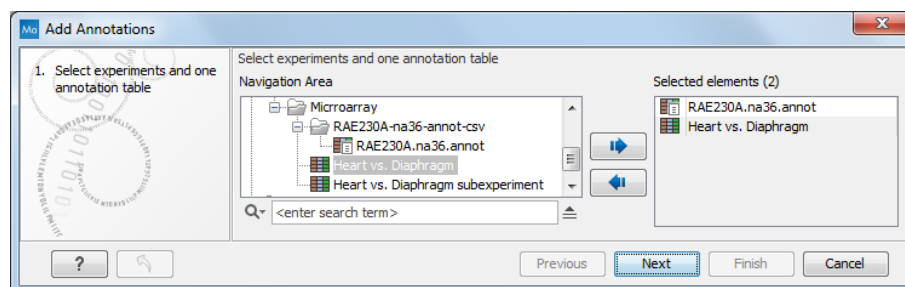 Ma Add Annotations
1. Select experiments and one
annotation table
Select experiments and one annotation table
Navigation Area
Microarray
RAE230A-na36-annot-csv
RAE230A.na36.annot
Heart vs. Diaphragm
Heart vs. Diaphragm subexperiment
<enter search term>
Selected elements (2)
RAE230A.na36.annot
Heart vs. Diaphragm
?
Previous
Next
Finish
Cancel